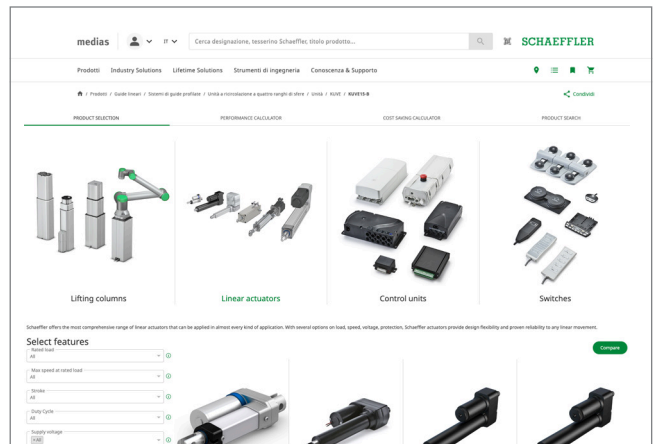 medias
IT
Cerca designazione, tesserino Schaeffler, titolo prodotto...
SCHAEFFLER
Prodotti Industry Solutions Lifetime Solutions Strumenti di ingegneria Conoscenza & Supporto
/ Prodotti / Guide lineari / Sistemi di guide profilate / Unità a ricircolazione a quattro ranghi di sfere / Unità / KUVE / KUVE15-B
Condividi
PRODUCT SELECTION PERFORMANCE CALCULATOR COST SAKING CALCULATOR PRODUCT SEARCH
Lifting columns Linear actuators Control units Switches
Schaeffler offers the most comprehensive range of linear actuators that can be applied in almost every kind of application. With several options on load, speed, voltage, protection, Schaeffler actuators provide design flexibility and proven reliability to any linear movement.
Select features
Compare
Rated load
All
Max speed at rated load
All
Stroke
All
Duty Cycle
All
Supply voltage
× All